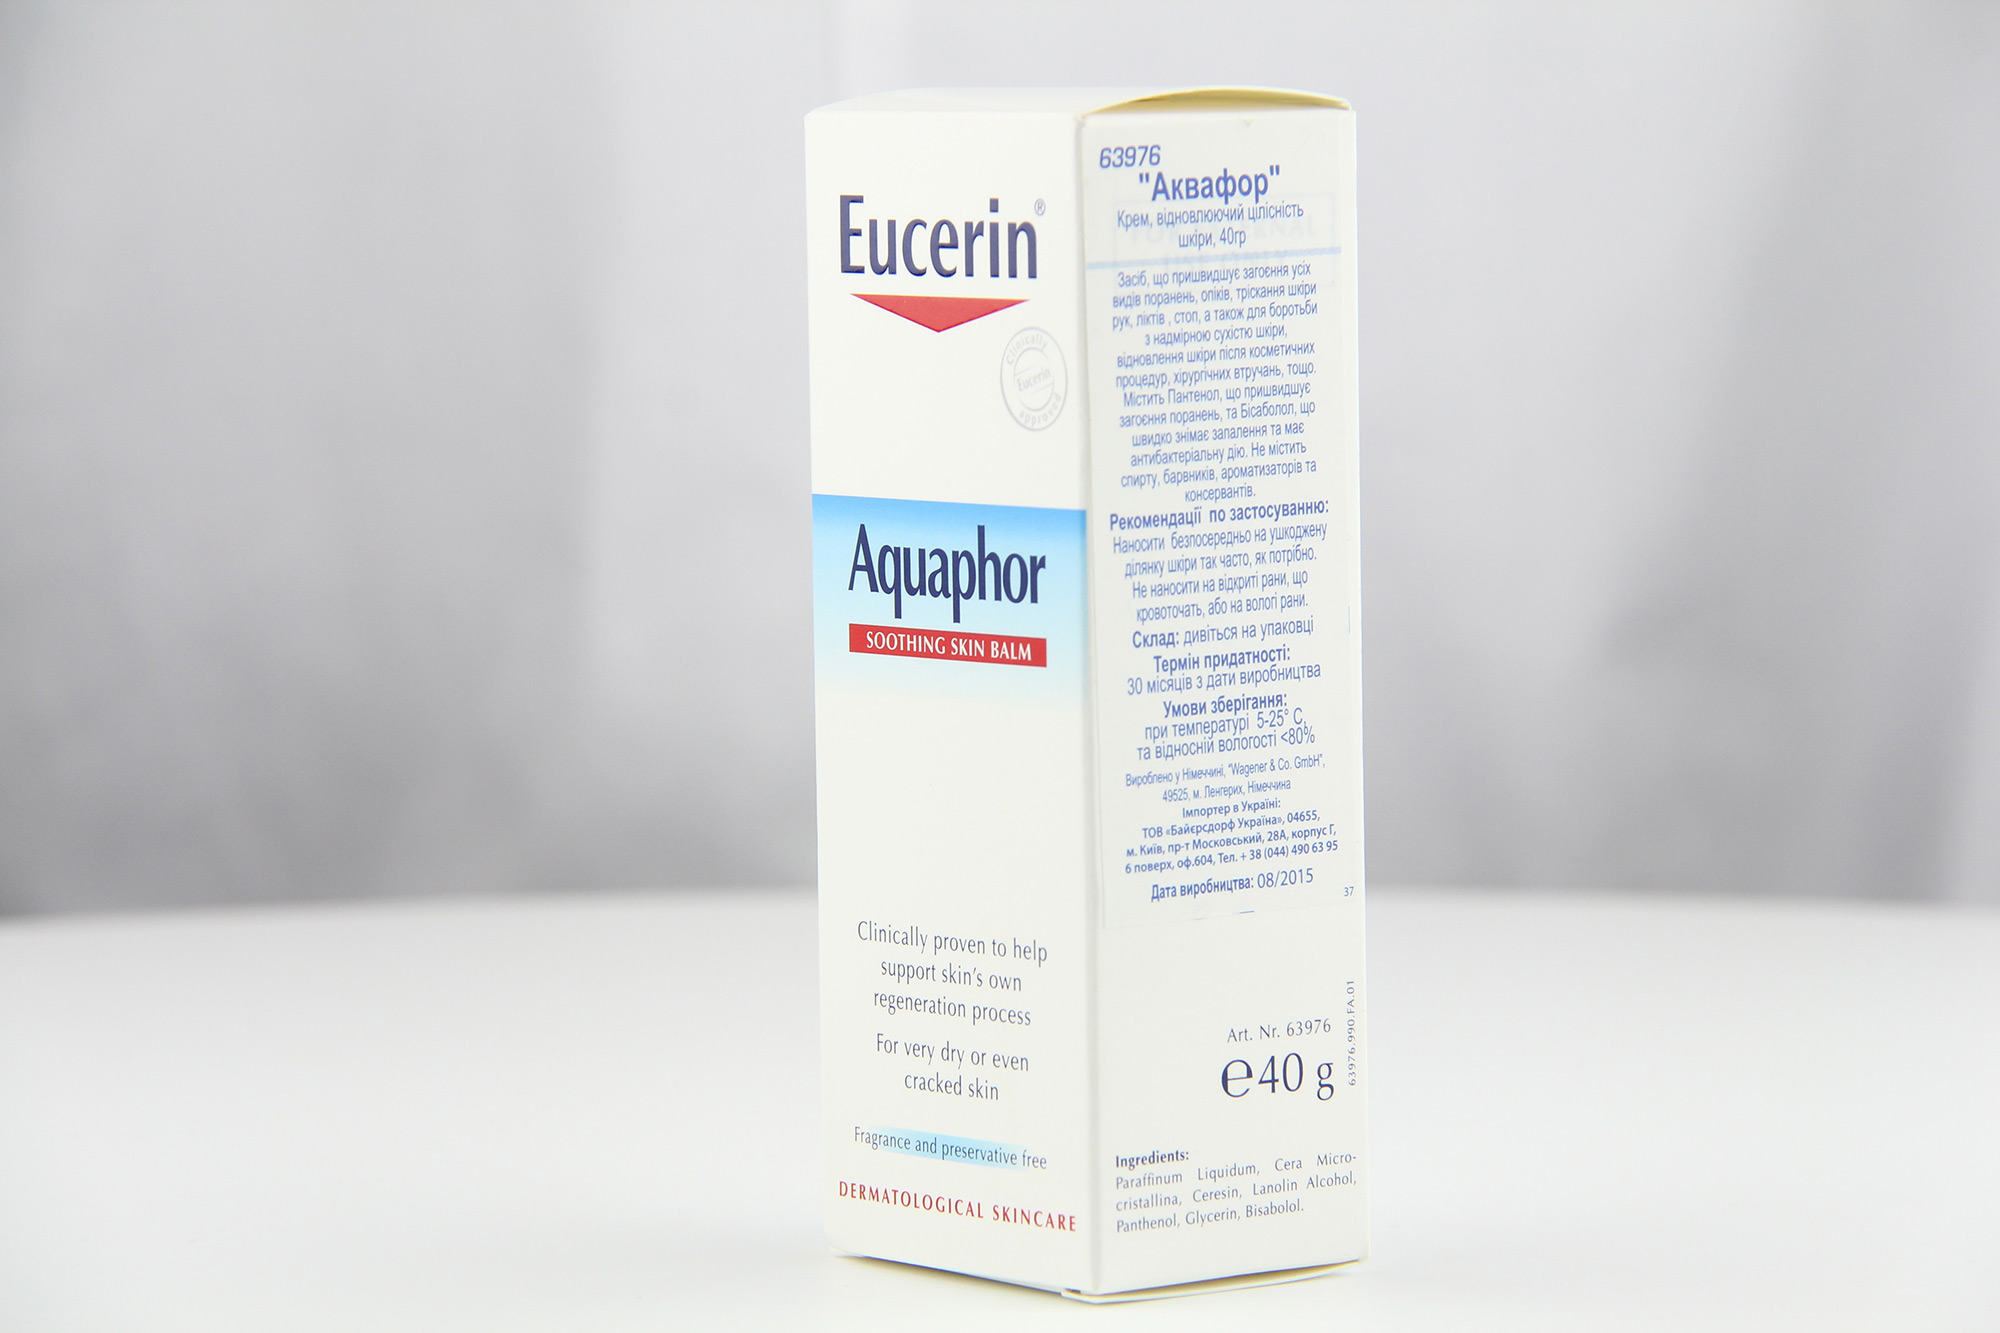 Eucerin®
Clinically
Eucerin
approved
Aquaphor
SOOTHING SKIN BALM
Clinically proven to help
support skin's own
regeneration process
For very dry or even
cracked skin
Fragrance and preservative free
DERMATOLOGICAL SKINCARE
63976
"Аквафор"
Крем, відновлюючий цілісність
шкіри, 40гр
Засіб, що пришвидшує загоєння усіх
видів поранень, опіків, тріскання шкіри
рук, ліктів , стоп, а також для боротьби
з надмірною сухістю шкіри,
відновлення шкіри після косметичних
процедур, хірургічних втручань, тощо.
Містить Пантенол, що пришвидшує
загоєння поранень, та Бісаболол, що
швидко знімає запалення та має
антибактеріальну дію. Не містить
спирту, барвників, ароматизаторів та
консервантів.
Рекомендації по застосуванню:
Наносити безпосередньо на ушкоджену
ділянку шкіри так часто, як потрібно.
Не наносити на відкриті рани, що
кровоточать, або на вологі рани.
Склад: дивіться на упаковці
Термін придатності:
30 місяців з дати виробництва
Умови зберігання:
при температурі 5-25° С,
та відносній вологості <80%
Вироблено у Німеччині, "Wagener & Co. GmbH",
49525, м. Ленгерих, Німеччина
Імпортер в Україні:
ТОВ «Байєрсдорф Україна», 04655,
м. Київ, пр-т Московський, 28А, корпус Г,
6 поверх, оф.604, Тел. + 38 (044) 490 63 95
Дата виробництва: 08/2015
37
63976.990.FA.01
Art. Nr. 63976
℮40 g
Ingredients:
Paraffinum Liquidum, Cera Micro-
cristallina, Ceresin, Lanolin Alcohol,
Panthenol, Glycerin, Bisabolol.